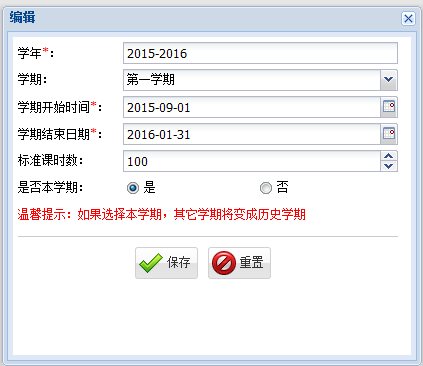 编辑
学年*： 2015-2016
学期： 第一学期
学期开始时间*： 2015-09-01
学期结束日期*： 2016-01-31
标准课时数： 100
是否本学期： 是 否
温馨提示：如果选择本学期，其它学期将变成历史学期
保存 重置